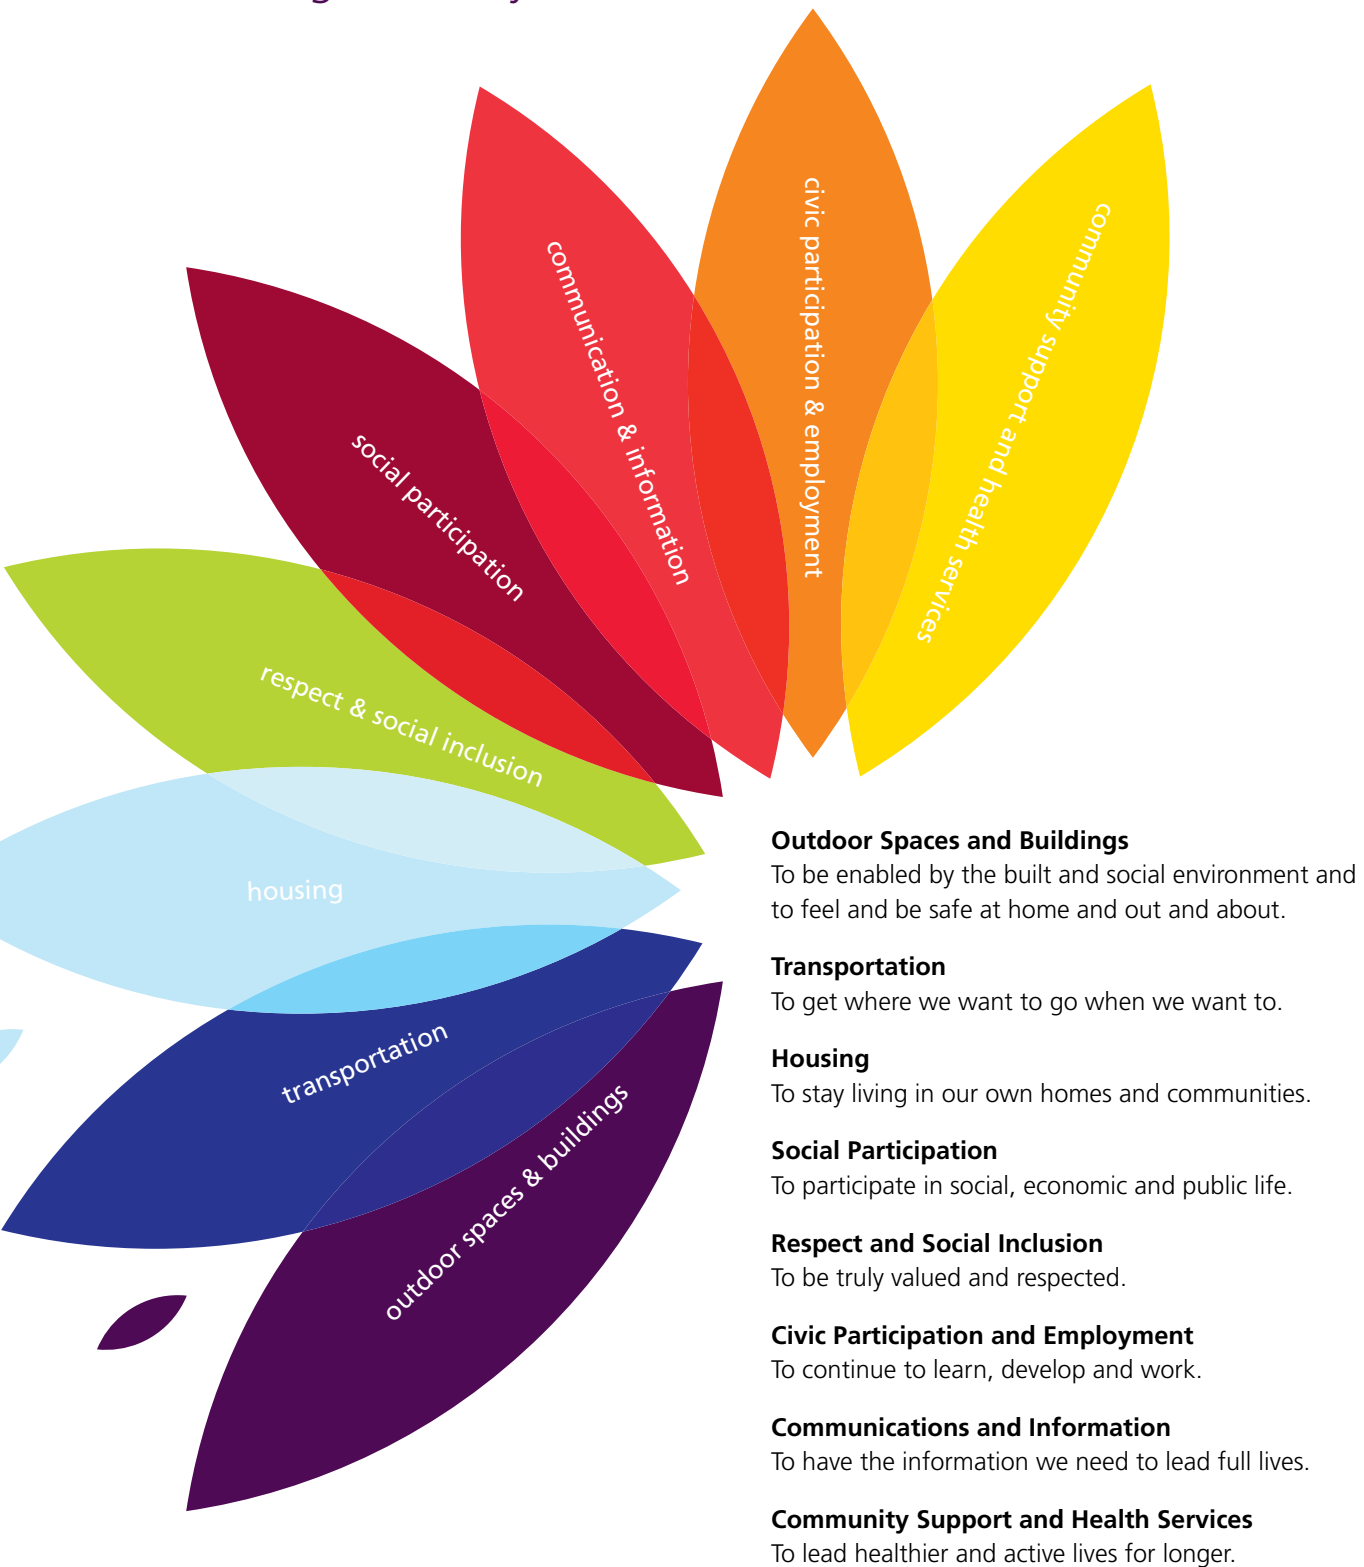 community support and health services
civic participation & employment
communication & information
social participation
respect & social inclusion
housing
transportation
outdoor spaces & buildings
Outdoor Spaces and Buildings
To be enabled by the built and social environment and
to feel and be safe at home and out and about.
Transportation
To get where we want to go when we want to.
Housing
To stay living in our own homes and communities.
Social Participation
To participate in social, economic and public life.
Respect and Social Inclusion
To be truly valued and respected.
Civic Participation and Employment
To continue to learn, develop and work.
Communications and Information
To have the information we need to lead full lives.
Community Support and Health Services
To lead healthier and active lives for longer.